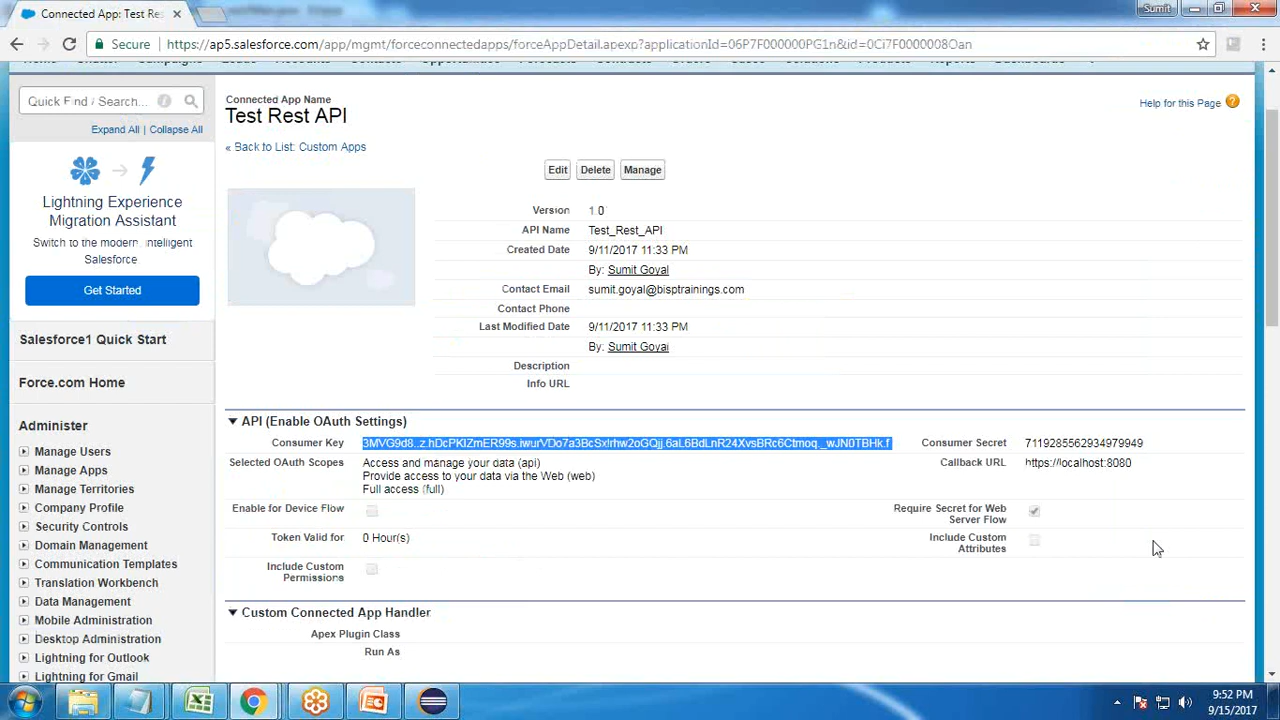 Connected App: Test Res
Sumit
Secure
https://ap5.salesforce.com/app/mgmt/forceconnectedapps/forceAppDetail.apexp?applicationId=06P7F000000PG1n&id=0Ci7F0000008Oan
Quick Find / Search...
Expand All | Collapse All
Lightning Experience
Migration Assistant
Switch to the modern, intelligent
Salesforce
Get Started
Salesforce1 Quick Start
Force.com Home
Administer
Manage Users
Manage Apps
Manage Territories
Company Profile
Security Controls
Domain Management
Communication Templates
Translation Workbench
Data Management
Mobile Administration
Desktop Administration
Lightning for Outlook
Lightning for Gmail
Connected App Name
Test Rest API
Help for this Page
« Back to List: Custom Apps
Edit Delete Manage
Version 1.0
API Name Test_Rest_API
Created Date 9/11/2017 11:33 PM
By: Sumit Goyal
Contact Email sumit.goyal@bisptrainings.com
Contact Phone
Last Modified Date 9/11/2017 11:33 PM
By: Sumit Goyal
Description
Info URL
API (Enable OAuth Settings)
Consumer Key
Consumer Secret 7119285562934979949
Selected OAuth Scopes Access and manage your data (api)
Provide access to your data via the Web (web)
Full access (full)
Callback URL https://localhost:8080
Enable for Device Flow
Require Secret for Web
Server Flow
Token Valid for 0 Hour(s)
Include Custom
Attributes
Include Custom
Permissions
Custom Connected App Handler
Apex Plugin Class
Run As
9:52 PM
9/15/2017